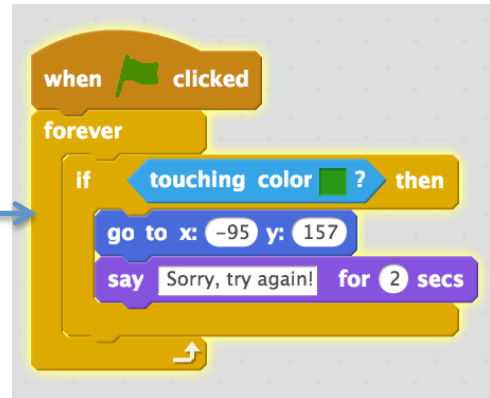 when clicked
forever
if touching color ? then
go to x: -95 y: 157
say Sorry, try again! for 2 secs